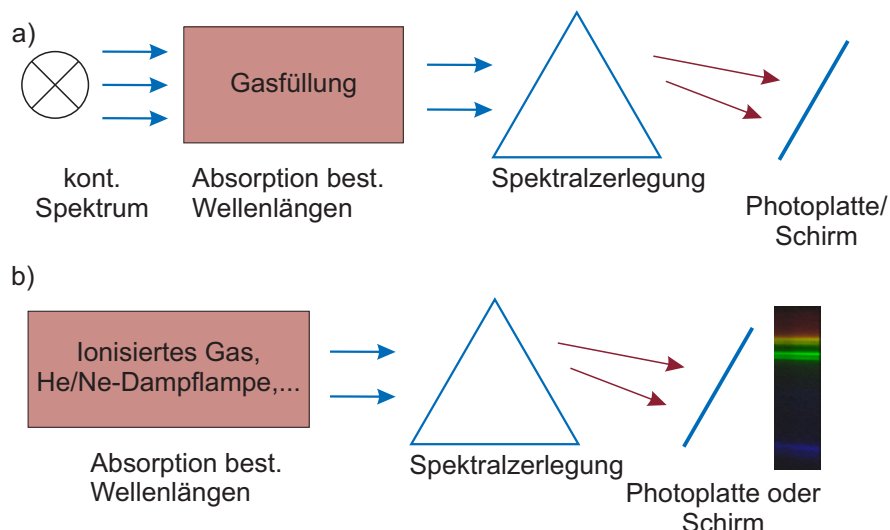 a)
Gasfüllung
kont.
Spektrum
Absorption best.
Wellenlängen
Spektralzerlegung
Photoplatte/
Schirm
b)
Ionisiertes Gas,
He/Ne-Dampflampe,...
Absorption best.
Wellenlängen
Spektralzerlegung
Photoplatte oder
Schirm